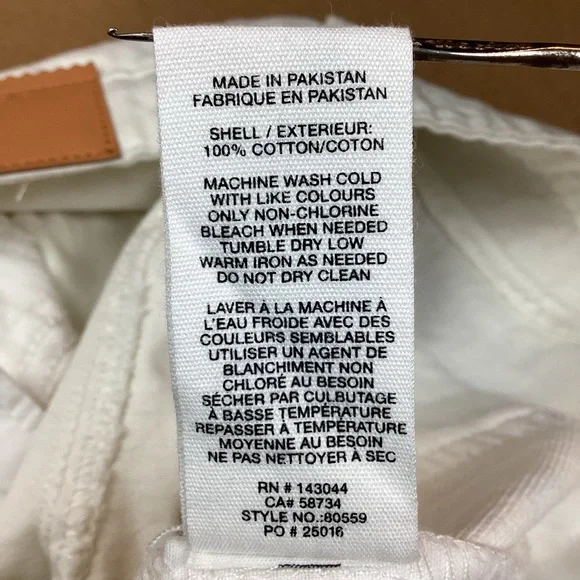 MADE IN PAKISTAN
FABRIQUE EN PAKISTAN
SHELL / EXTERIEUR:
100% COTTON/COTON
MACHINE WASH COLD
WITH LIKE COLOURS
ONLY NON-CHLORINE
BLEACH WHEN NEEDED
TUMBLE DRY LOW
WARM IRON AS NEEDED
DO NOT DRY CLEAN
LAVER À LA MACHINE À
L'EAU FROIDE AVEC DES
COULEURS SEMBLABLES
UTILISER UN AGENT DE
BLANCHIMENT NON
CHLORÉ AU BESOIN
SÉCHER PAR CULBUTAGE
À BASSE TEMPÉRATURE
REPASSER À TEMPÉRATURE
MOYENNE AU BESOIN
NE PAS NETTOYER À SEC
RN # 143044
CA# 58734
STYLE NO.:80559
PO # 25016